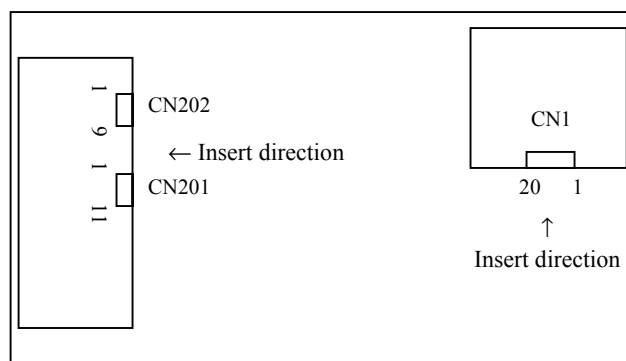 1
CN202
9
← Insert direction
1
CN201
11
CN1
20 1
↑
Insert direction